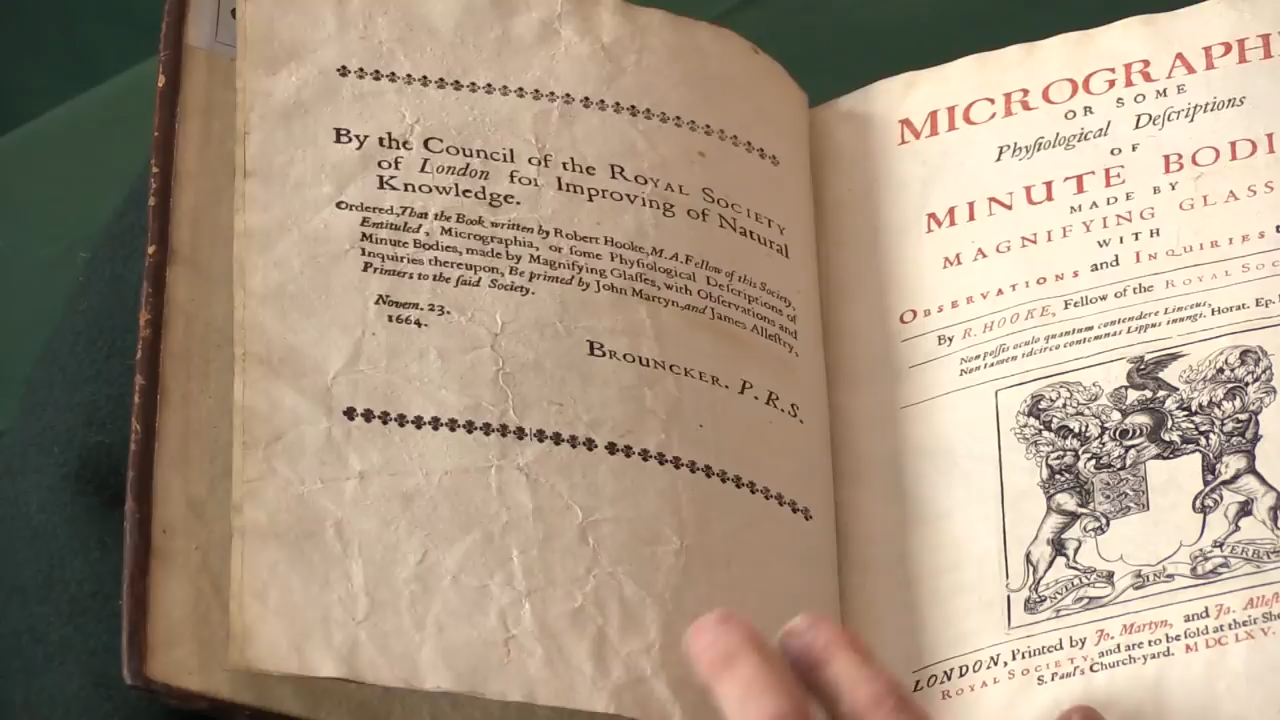 By the Council of the ROYAL SOCIETY
of London for Improving of Natural
Knowledge.
Ordered, That the Book written by Robert Hooke, M.A. Fellow of this Society,
Entituled, Micrographia, or ſome Phyſiological Deſcriptions of
Minute Bodies, made by Magnifying Glaſſes, with Obſervations and
Inquiries thereupon, Be printed by John Martyn, and James Alleſtry,
Printers to the ſaid Society.
Novem. 23.
1664.
BROUNCKER. P.R.S.
MICROGRAPHI
OR SOME
Phyſiological Deſcriptions
OF
MINUTE BODI
MADE BY
MAGNIFYING GLASS
WITH
OBSERVATIONS and INQUIRIES
By R. HOOKE, Fellow of the ROYAL SOC
Non poſſis oculo quantum contendere Linceus,
Non tamen idcirco contemnas Lippus inungi. Horat. Ep.
NVLLIVS IN VERBA
LONDON, Printed by Jo. Martyn, and Ja. Alleſt
ROYAL SOCIETY, and are to be ſold at their Sh
S. Paul's Church-yard. M DC LX V.